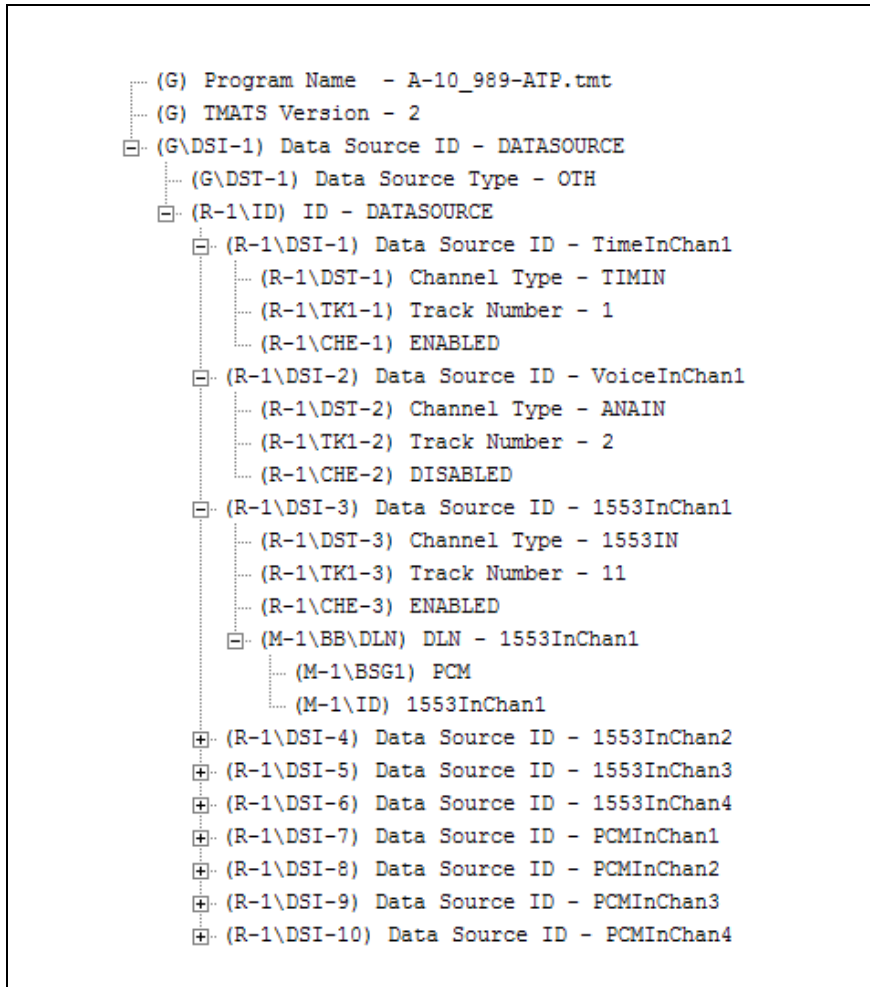 (G) Program Name  - A-10_989-ATP.tmt
(G) TMATS Version - 2
(G\DSI-1) Data Source ID - DATASOURCE
(G\DST-1) Data Source Type - OTH
(R-1\ID) ID - DATASOURCE
(R-1\DSI-1) Data Source ID - TimeInChan1
(R-1\DST-1) Channel Type - TIMIN
(R-1\TK1-1) Track Number - 1
(R-1\CHE-1) ENABLED
(R-1\DSI-2) Data Source ID - VoiceInChan1
(R-1\DST-2) Channel Type - ANAIN
(R-1\TK1-2) Track Number - 2
(R-1\CHE-2) DISABLED
(R-1\DSI-3) Data Source ID - 1553InChan1
(R-1\DST-3) Channel Type - 1553IN
(R-1\TK1-3) Track Number - 11
(R-1\CHE-3) ENABLED
(M-1\BB\DLN) DLN - 1553InChan1
(M-1\BSG1) PCM
(M-1\ID) 1553InChan1
(R-1\DSI-4) Data Source ID - 1553InChan2
(R-1\DSI-5) Data Source ID - 1553InChan3
(R-1\DSI-6) Data Source ID - 1553InChan4
(R-1\DSI-7) Data Source ID - PCMInChan1
(R-1\DSI-8) Data Source ID - PCMInChan2
(R-1\DSI-9) Data Source ID - PCMInChan3
(R-1\DSI-10) Data Source ID - PCMInChan4